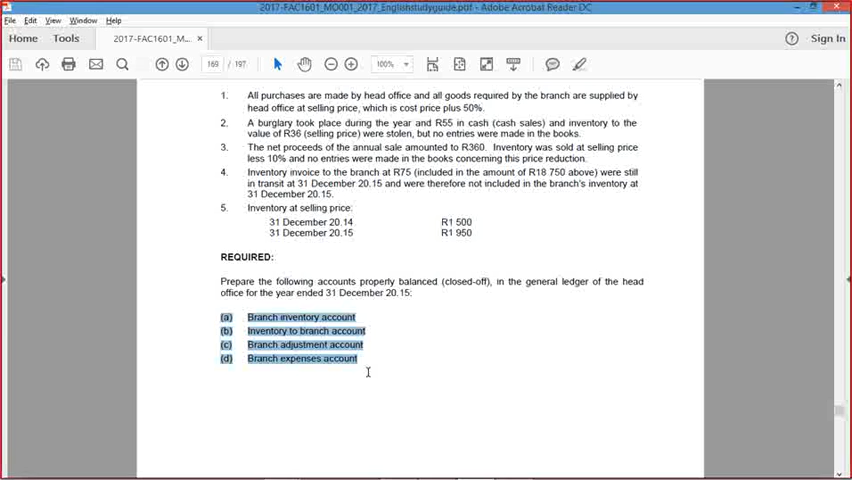 2017-FAC1601_MO001_2017_Englishstudyguide.pdf - Adobe Acrobat Reader DC
File Edit View Window Help
Home Tools 2017-FAC1601_M... × ? Sign In
169 / 197 100%
1. All purchases are made by head office and all goods required by the branch are supplied by
head office at selling price, which is cost price plus 50%.
2. A burglary took place during the year and R55 in cash (cash sales) and inventory to the
value of R36 (selling price) were stolen, but no entries were made in the books.
3. The net proceeds of the annual sale amounted to R360. Inventory was sold at selling price
less 10% and no entries were made in the books concerning this price reduction.
4. Inventory invoice to the branch at R75 (included in the amount of R18 750 above) were still
in transit at 31 December 20.15 and were therefore not included in the branch's inventory at
31 December 20.15.
5. Inventory at selling price:
31 December 20.14 R1 500
31 December 20.15 R1 950
REQUIRED:
Prepare the following accounts properly balanced (closed-off), in the general ledger of the head
office for the year ended 31 December 20.15:
(a) Branch inventory account
(b) Inventory to branch account
(c) Branch adjustment account
(d) Branch expenses account